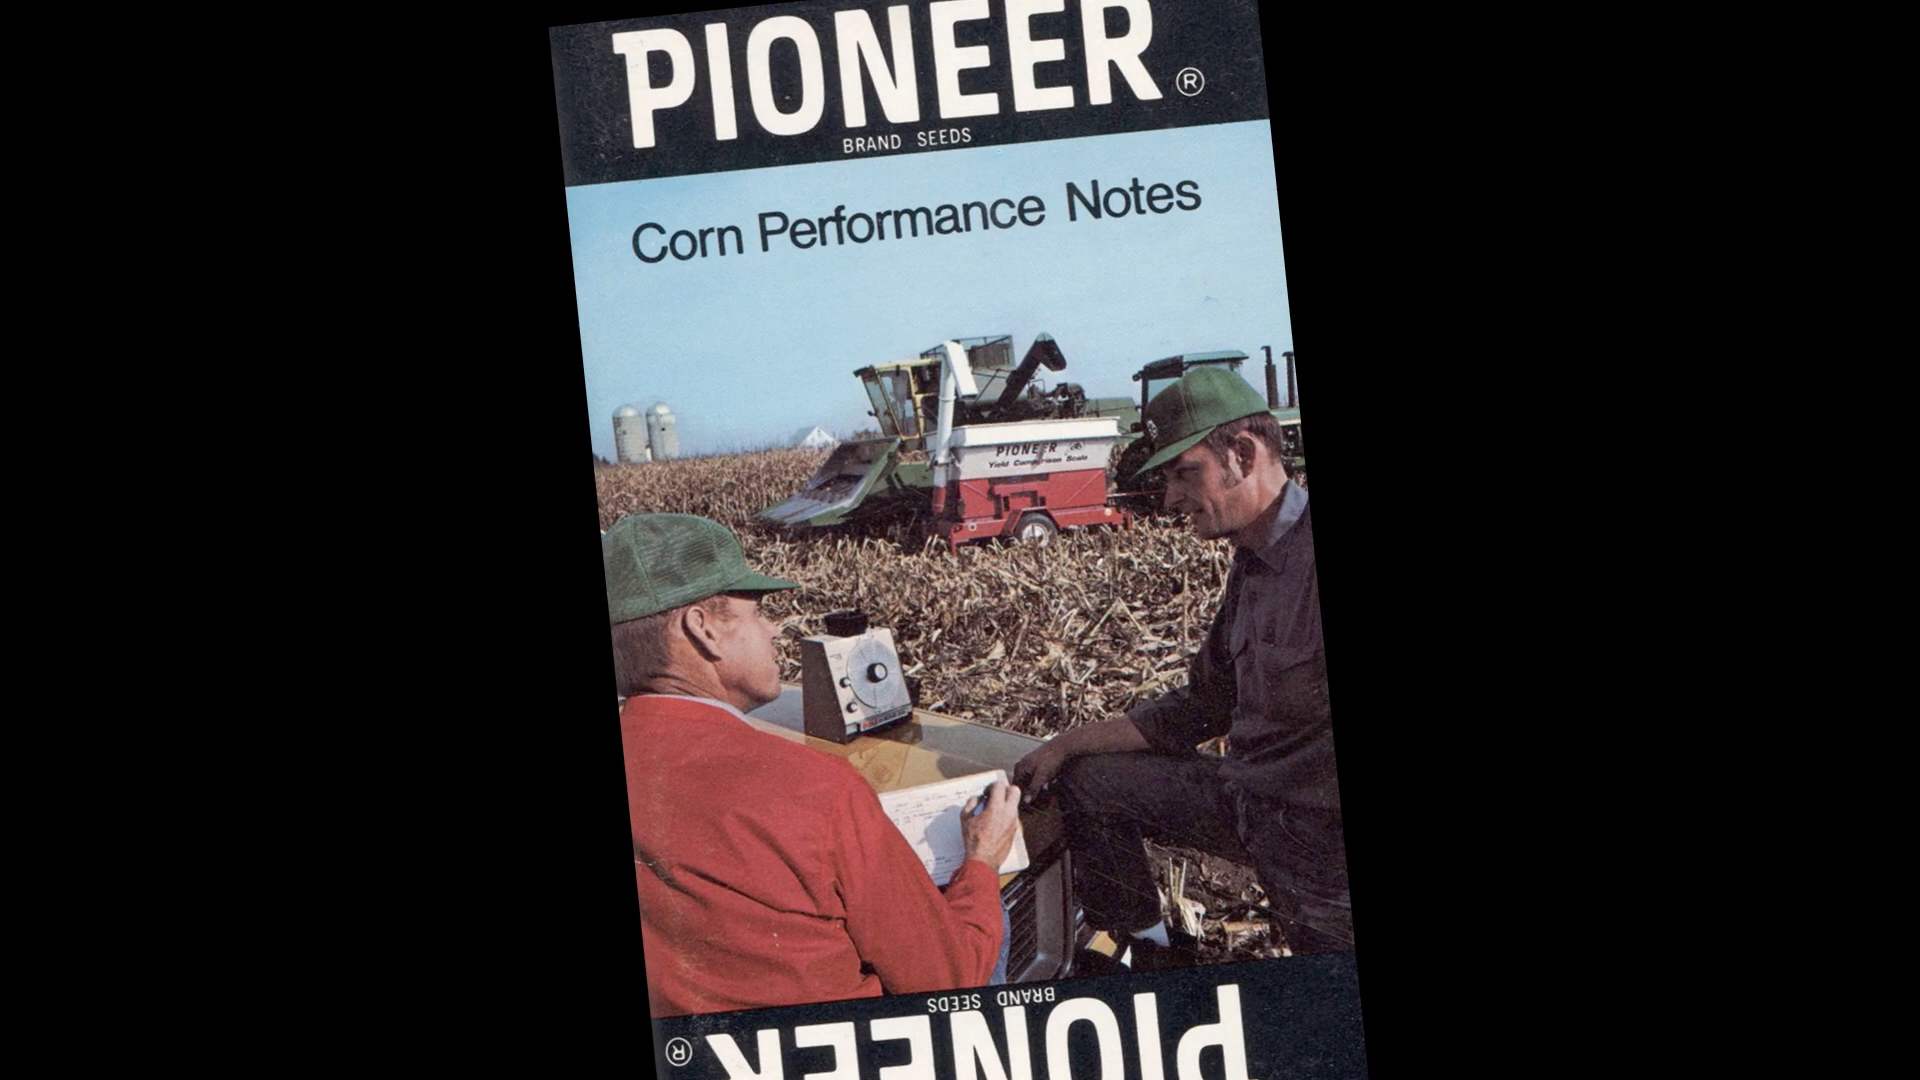 PIONEER®
BRAND SEEDS
Corn Performance Notes
PIONEER
Yield Comparison Scale
BRAND SEEDS
PIONEER®